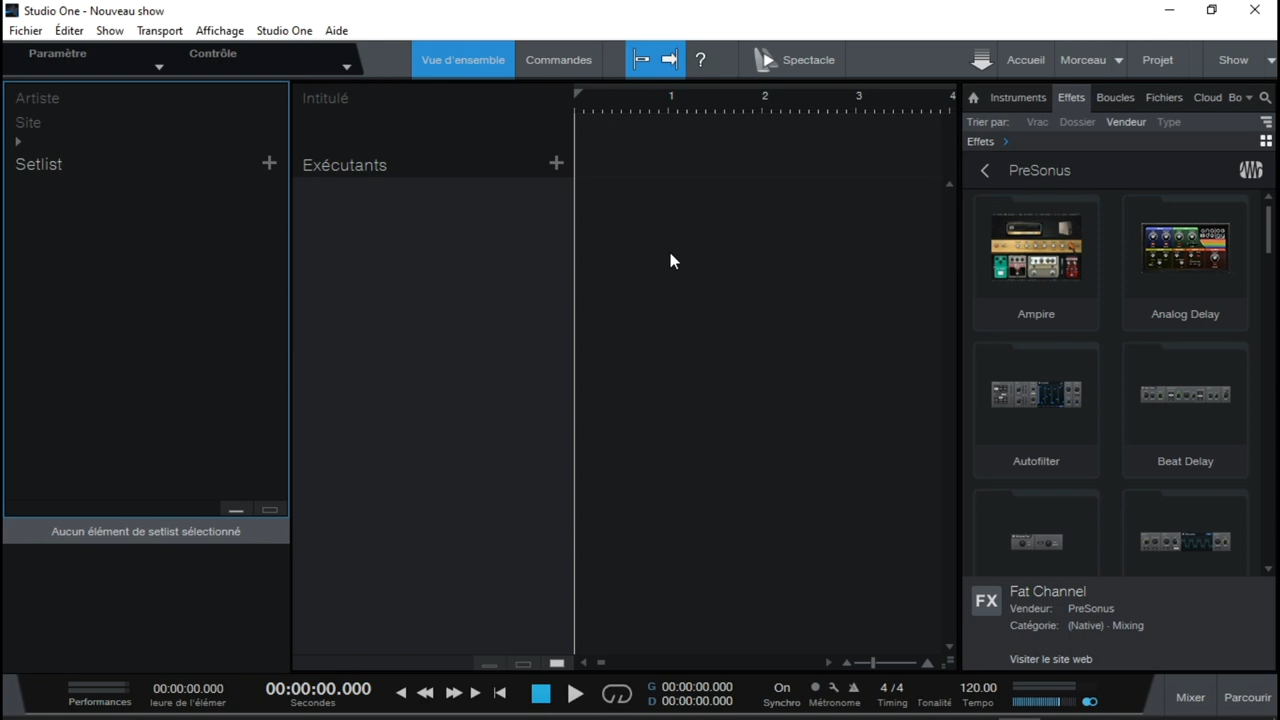 Studio One - Nouveau show
Fichier Éditer Show Transport Affichage Studio One Aide
Paramètre Contrôle Vue d'ensemble Commandes ? Spectacle Accueil Morceau Projet Show
Artiste
Site
Setlist
Intitulé
Exécutants
1 2 3 4
Instruments Effets Boucles Fichiers Cloud Bo
Trier par: Vrac Dossier Vendeur Type
Effets
PreSonus
Ampire Analog Delay
Autofilter Beat Delay
Aucun élément de setlist sélectionné
FX Fat Channel
Vendeur: PreSonus
Catégorie: (Native) - Mixing
Visiter le site web
Performances
00:00:00.000
leure de l'élémer
00:00:00.000
Secondes
G 00:00:00.000
D 00:00:00.000
On
Synchro
Métronome
4 / 4
Timing
Tonalité
120.00
Tempo
Mixer Parcourir